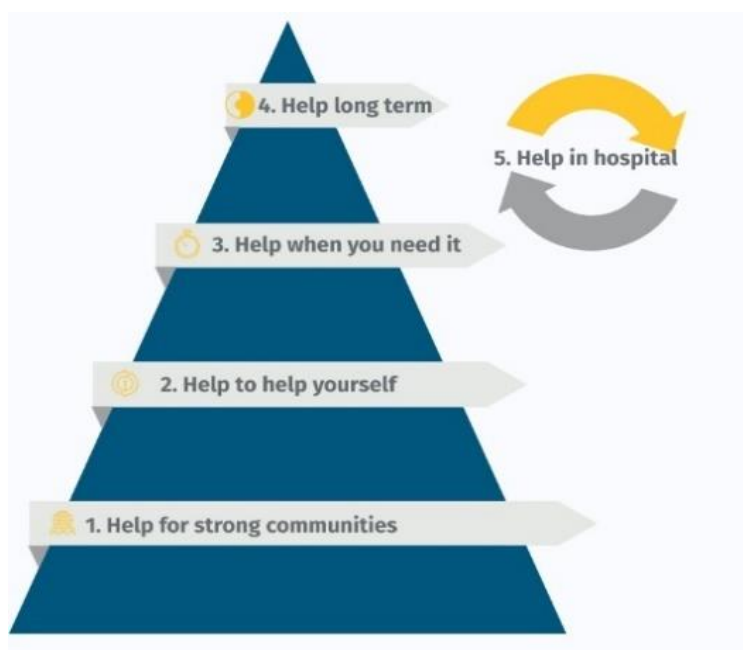 4. Help long term
5. Help in hospital
3. Help when you need it
2. Help to help yourself
1. Help for strong communities